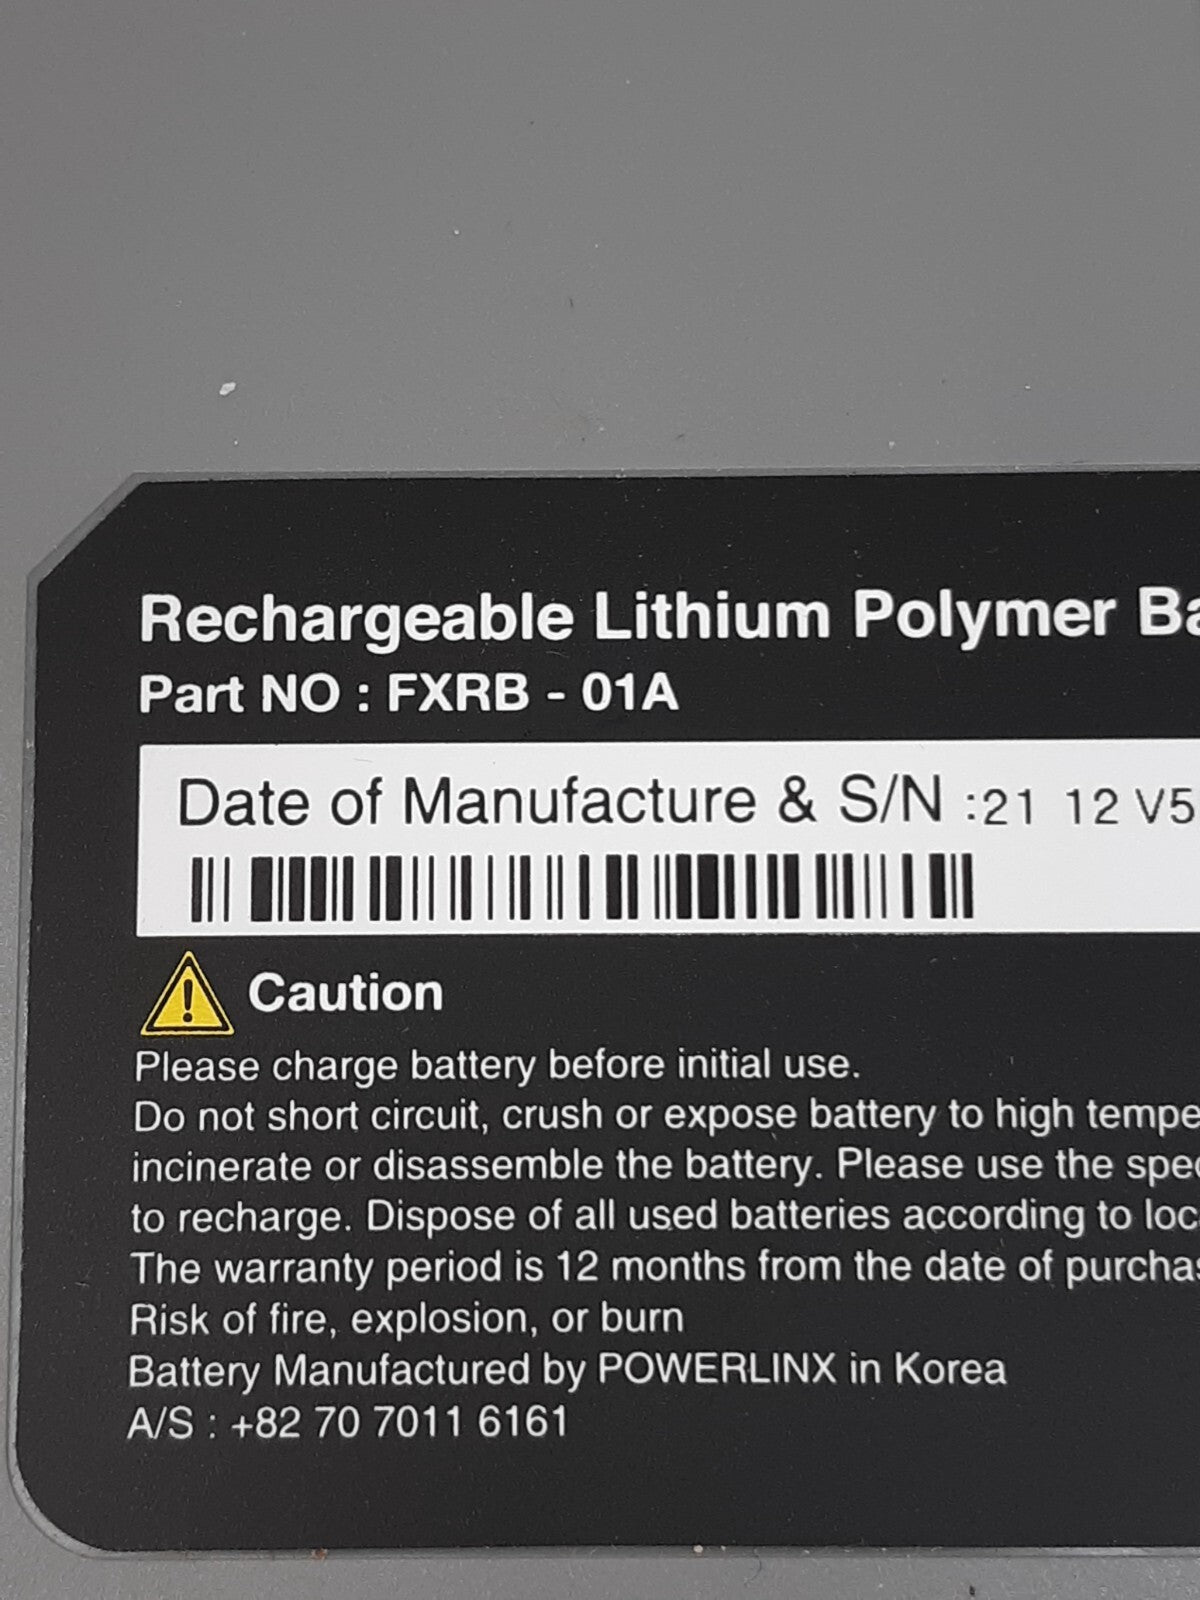 Rechargeable Lithium Polymer Ba
Part NO : FXRB - 01A
Date of Manufacture & S/N :21 12 V5
Caution
Please charge battery before initial use.
Do not short circuit, crush or expose battery to high tempe
incinerate or disassemble the battery. Please use the spec
to recharge. Dispose of all used batteries according to loc
The warranty period is 12 months from the date of purchas
Risk of fire, explosion, or burn
Battery Manufactured by POWERLINX in Korea
A/S : +82 70 7011 6161